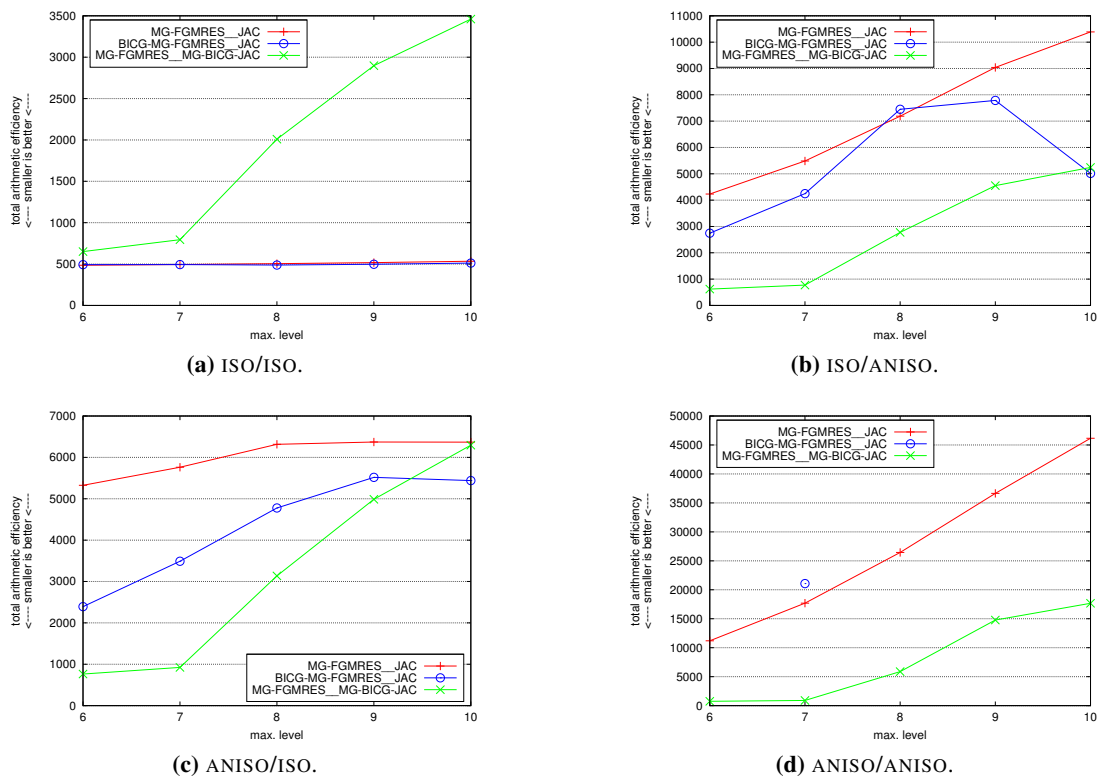 3500
3000
2500
2000
1500
1000
500
0
total arithmetic efficiency
<---- smaller is better <----
MG-FGMRES__JAC
BICG-MG-FGMRES__JAC
MG-FGMRES__MG-BICG-JAC
6 7 8 9 10
max. level
(a) ISO/ISO.
11000
10000
9000
8000
7000
6000
5000
4000
3000
2000
1000
0
total arithmetic efficiency
<---- smaller is better <----
MG-FGMRES__JAC
BICG-MG-FGMRES__JAC
MG-FGMRES__MG-BICG-JAC
6 7 8 9 10
max. level
(b) ISO/ANISO.
7000
6000
5000
4000
3000
2000
1000
0
total arithmetic efficiency
<---- smaller is better <----
MG-FGMRES__JAC
BICG-MG-FGMRES__JAC
MG-FGMRES__MG-BICG-JAC
6 7 8 9 10
max. level
(c) ANISO/ISO.
50000
45000
40000
35000
30000
25000
20000
15000
10000
5000
0
total arithmetic efficiency
<---- smaller is better <----
MG-FGMRES__JAC
BICG-MG-FGMRES__JAC
MG-FGMRES__MG-BICG-JAC
6 7 8 9 10
max. level
(d) ANISO/ANISO.